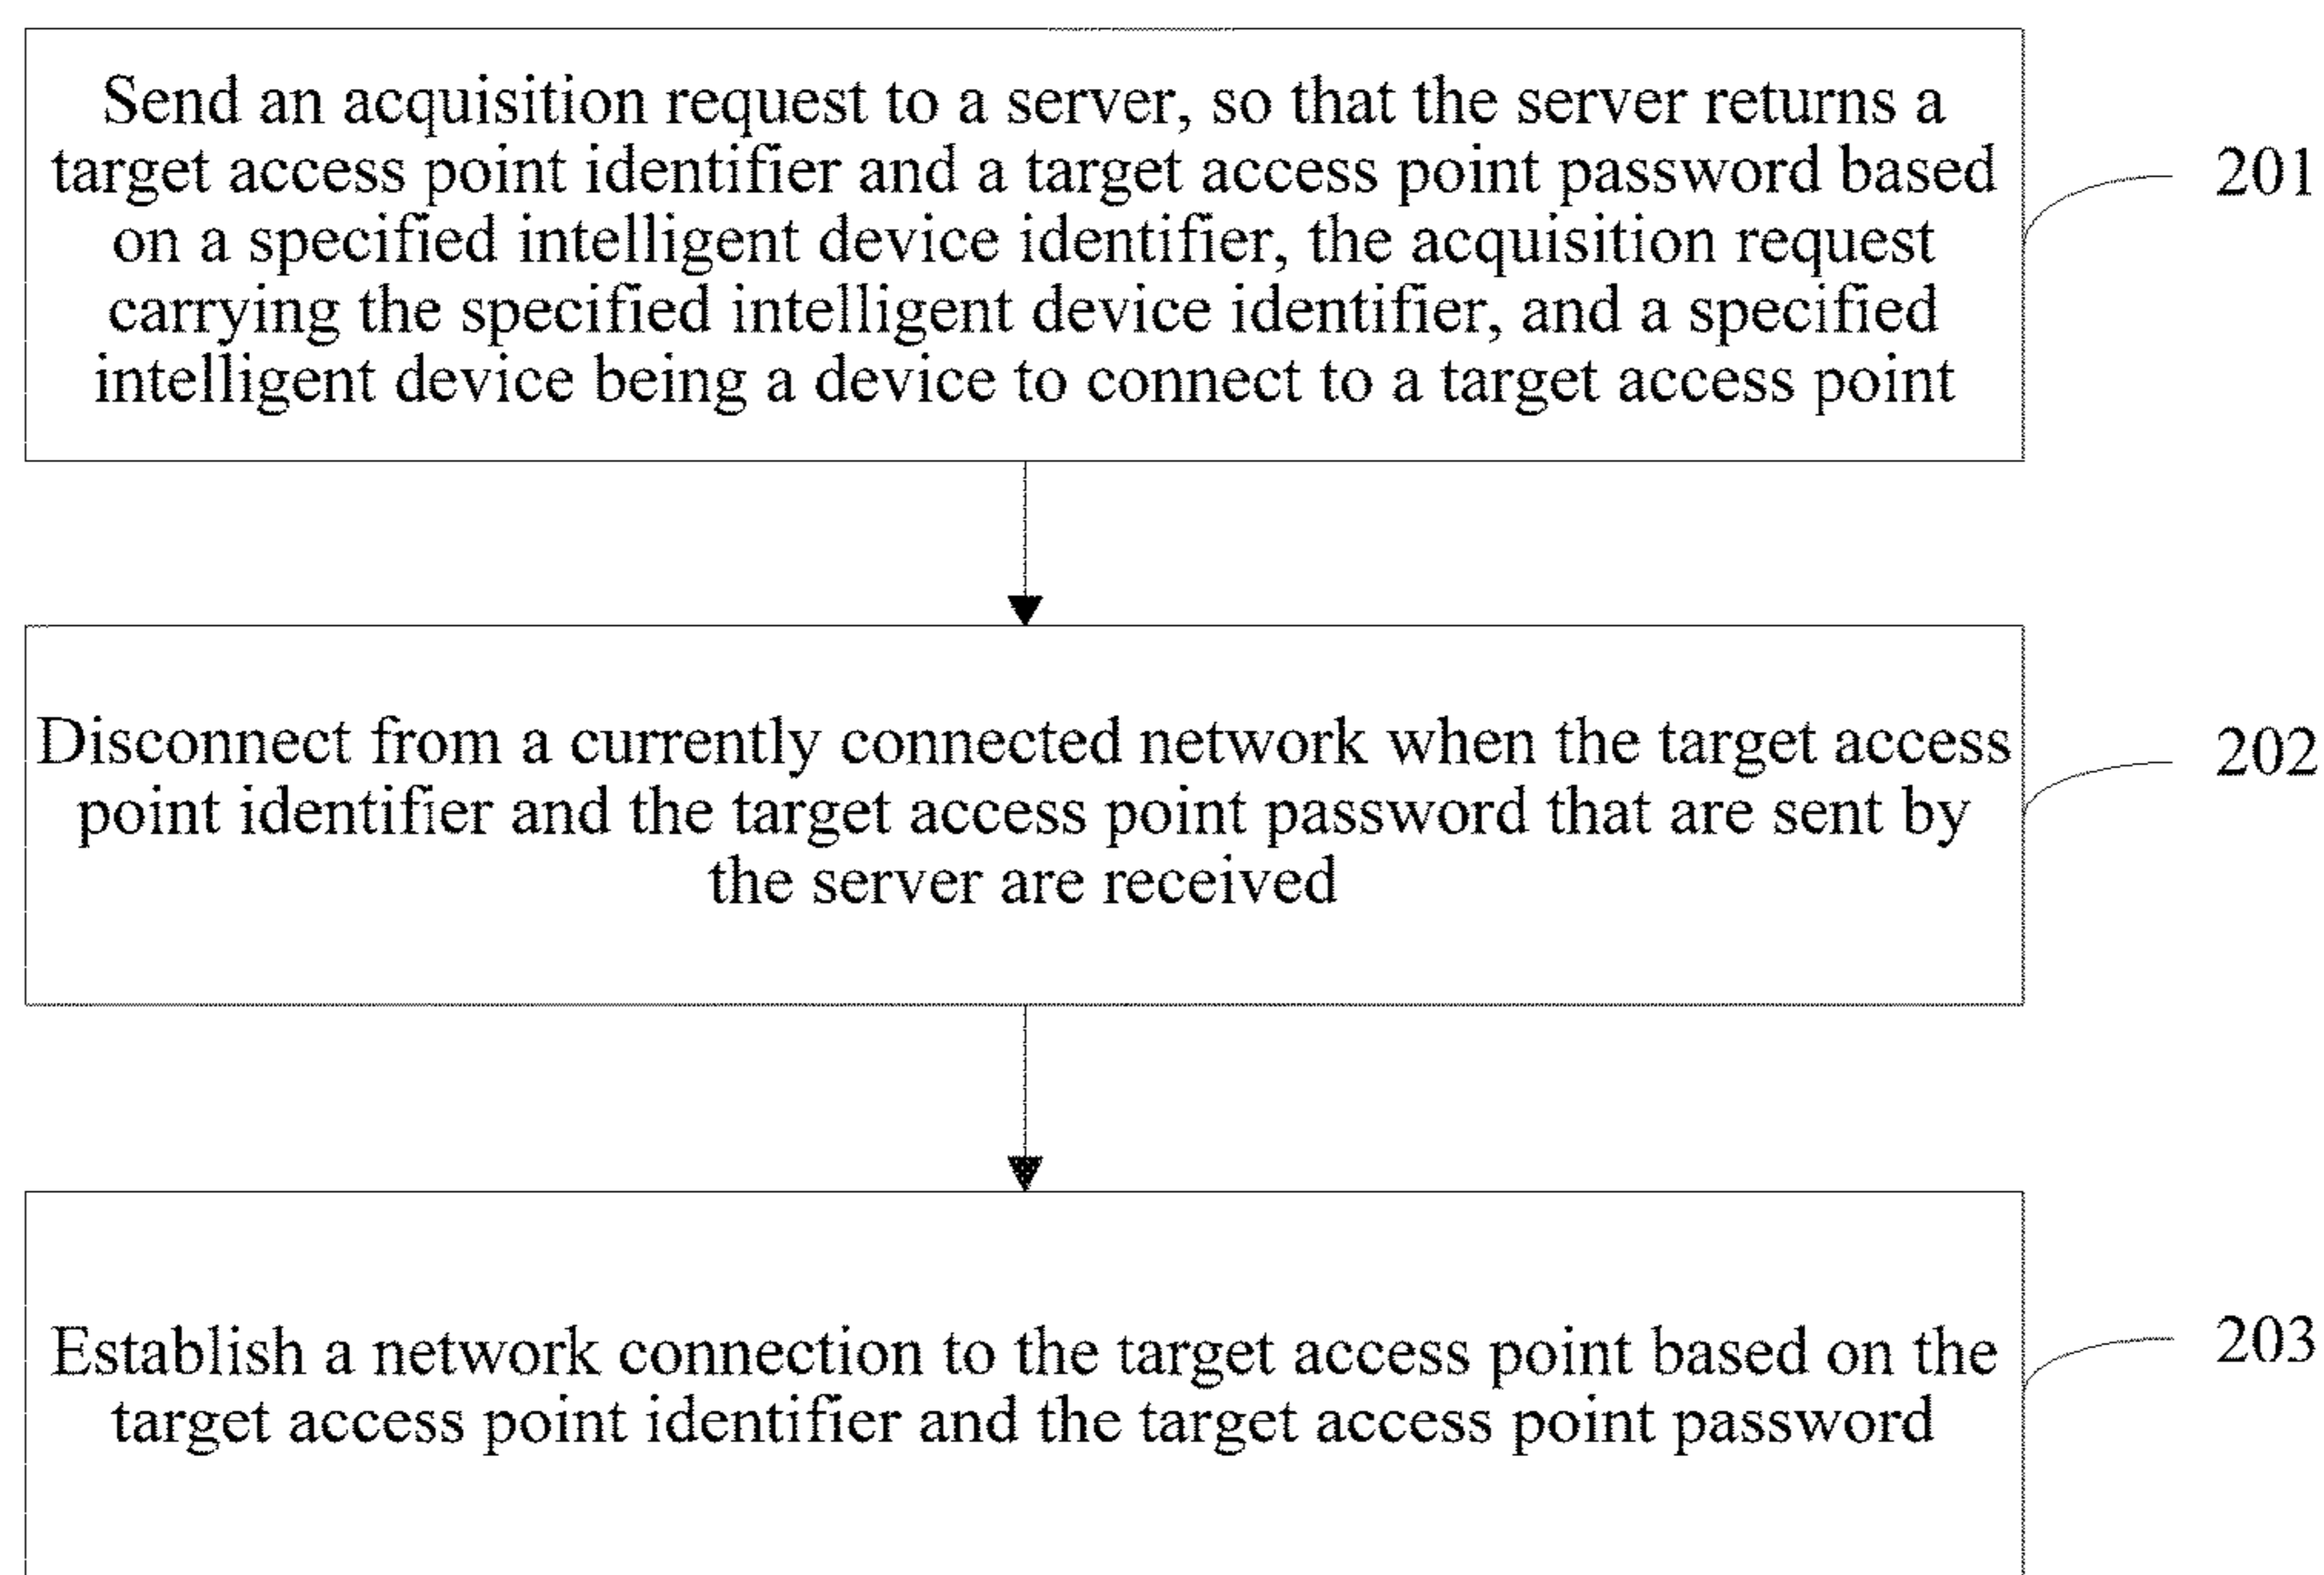 Send an acquisition request to a server, so that the server returns a
target access point identifier and a target access point password based
on a specified intelligent device identifier, the acquisition request
carrying the specified intelligent device identifier, and a specified
intelligent device being a device to connect to a target access point
201
Disconnect from a currently connected network when the target access
point identifier and the target access point password that are sent by
the server are received
202
Establish a network connection to the target access point based on the
target access point identifier and the target access point password
203